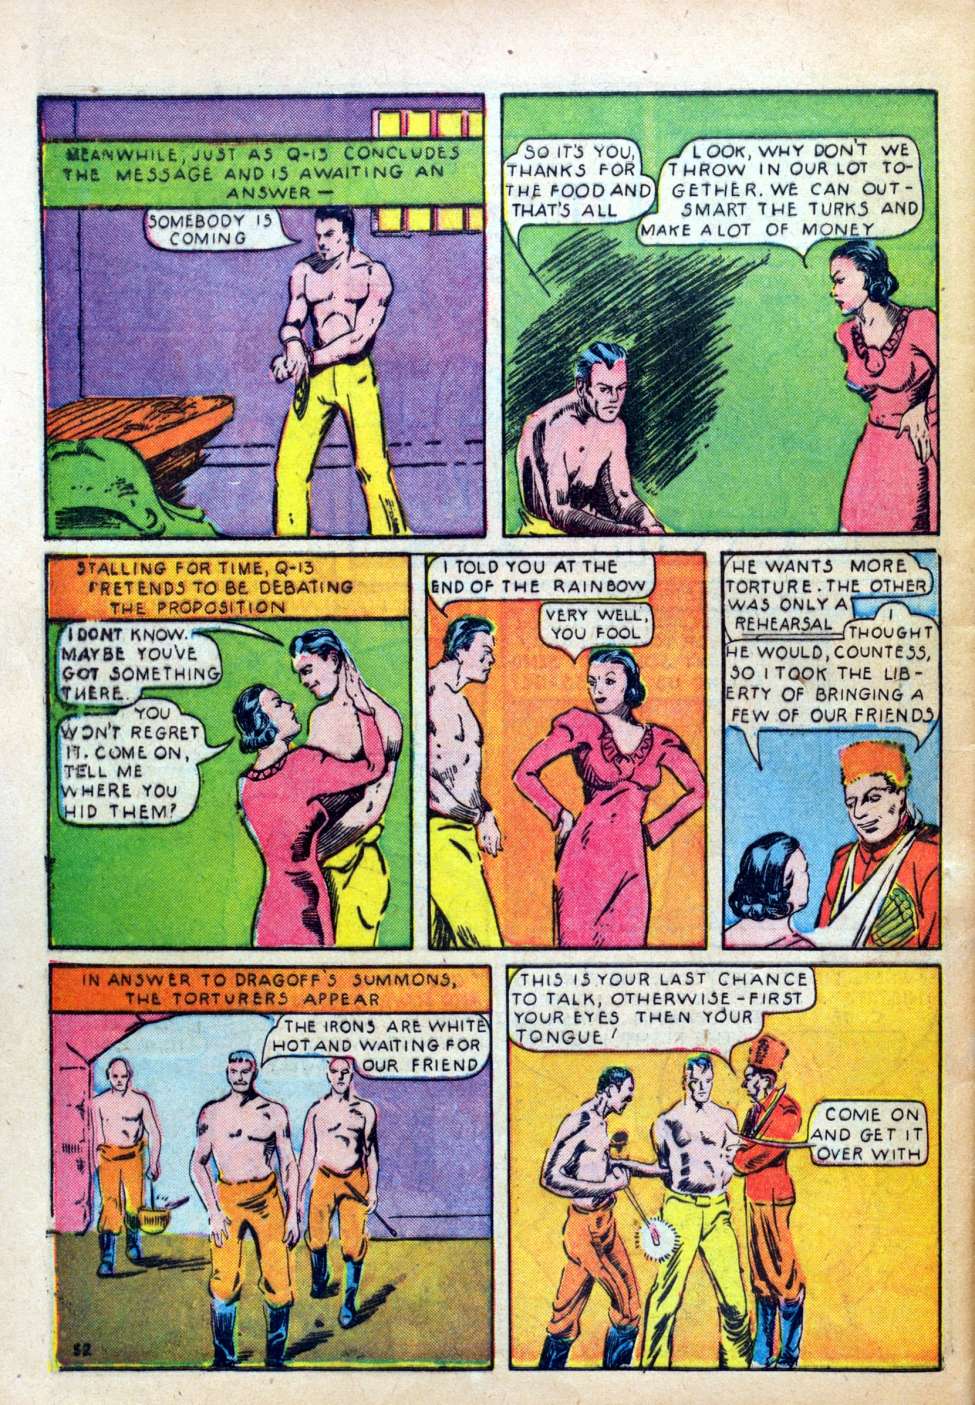 MEANWHILE, JUST AS Q-13 CONCLUDES
THE MESSAGE AND IS AWAITING AN
ANSWER—
SOMEBODY IS
COMING
SO IT'S YOU,
THANKS FOR
THE FOOD AND
THAT'S ALL
LOOK, WHY DON'T WE
THROW IN OUR LOT TO-
GETHER. WE CAN OUT-
SMART THE TURKS AND
MAKE A LOT OF MONEY
STALLING FOR TIME, Q-13
PRETENDS TO BE DEBATING
THE PROPOSITION
I DONT KNOW.
MAYBE YOU'VE
GOT SOMETHING
THERE.
YOU
WON'T REGRET
IT. COME ON,
TELL ME
WHERE YOU
HID THEM?
I TOLD YOU AT THE
END OF THE RAINBOW
VERY WELL,
YOU FOOL
HE WANTS MORE
TORTURE. THE OTHER
WAS ONLY A
REHEARSAL
I
THOUGHT
HE WOULD, COUNTESS,
SO I TOOK THE LIB-
ERTY OF BRINGING A
FEW OF OUR FRIENDS
IN ANSWER TO DRAGOFF'S SUMMONS,
THE TORTURERS APPEAR
THE IRONS ARE WHITE
HOT AND WAITING FOR
OUR FRIEND
52
THIS IS YOUR LAST CHANCE
TO TALK, OTHERWISE-FIRST
YOUR EYES THEN YOUR
TONGUE!
COME ON
AND GET IT
OVER WITH